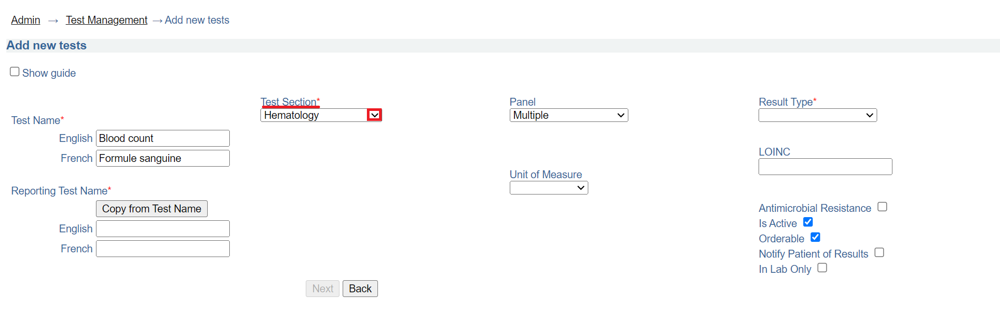 Admin → Test Management → Add new tests
Add new tests
Show guide
Test Name*
English Blood count
French Formule sanguine
Reporting Test Name*
Copy from Test Name
English
French
Test Section*
Hematology
Panel
Multiple
Unit of Measure
Result Type*
LOINC
Antimicrobial Resistance
Is Active
Orderable
Notify Patient of Results
In Lab Only
Next Back